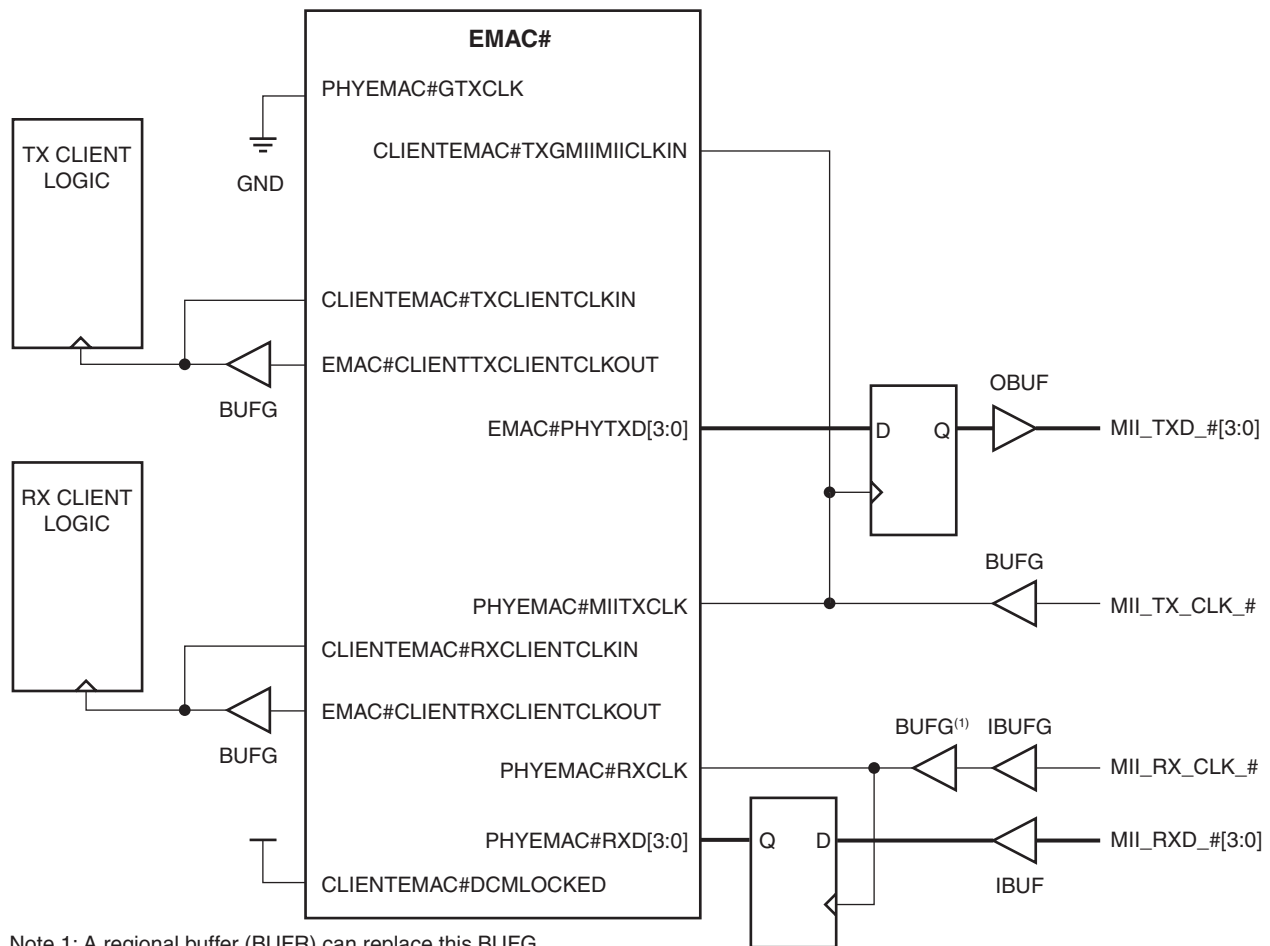 EMAC#
PHYEMAC#GTXCLK
TX CLIENT
LOGIC
CLIENTEMAC#TXGMIIMIICLKIN
GND
CLIENTEMAC#TXCLIENTCLKIN
EMAC#CLIENTTXCLIENTCLKOUT
OBUF
BUFG
EMAC#PHYTXD[3:0]
D
Q
MII_TXD_#[3:0]
RX CLIENT
LOGIC
BUFG
PHYEMAC#MIITXCLK
MII_TX_CLK_#
CLIENTEMAC#RXCLIENTCLKIN
EMAC#CLIENTRXCLIENTCLKOUT
BUFG(1)
IBUFG
BUFG
PHYEMAC#RXCLK
MII_RX_CLK_#
PHYEMAC#RXD[3:0]
Q
D
MII_RXD_#[3:0]
CLIENTEMAC#DCMLOCKED
IBUF
Note 1: A regional buffer (BUFR) can replace this BUFG.